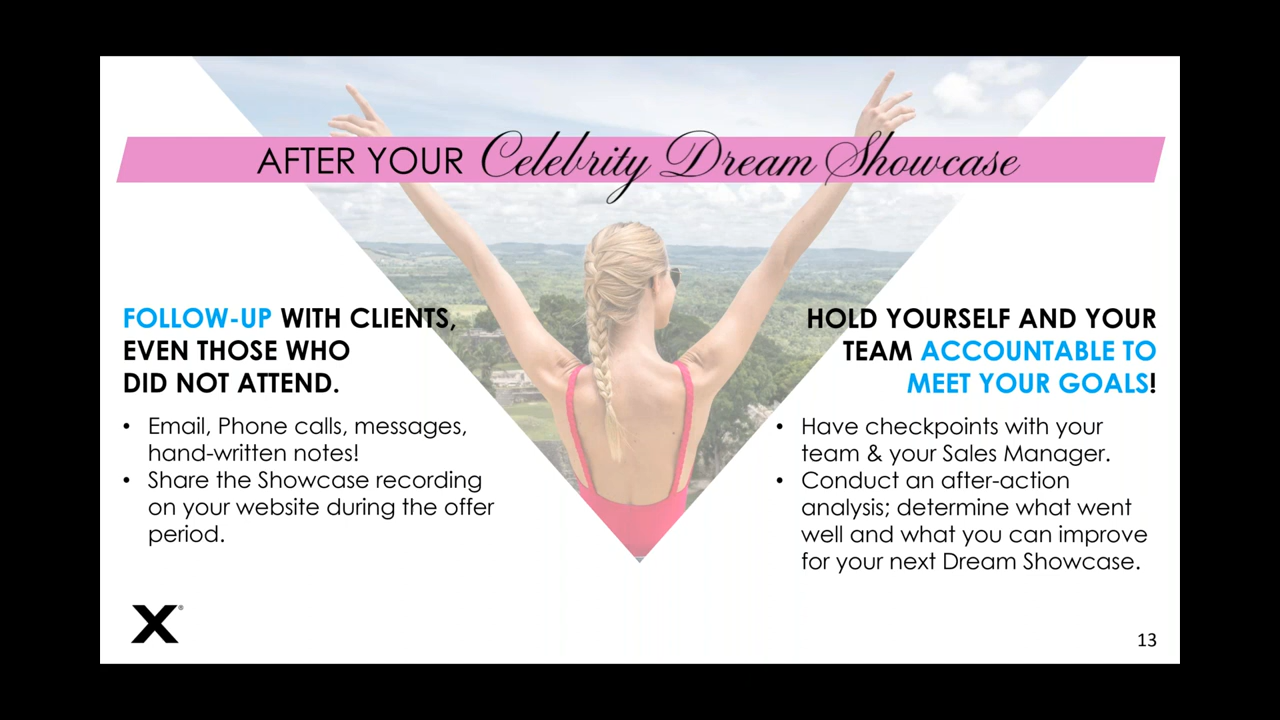 AFTER YOUR Celebrity Dream Showcase
FOLLOW-UP WITH CLIENTS,
EVEN THOSE WHO
DID NOT ATTEND.
• Email, Phone calls, messages,
hand-written notes!
• Share the Showcase recording
on your website during the offer
period.
HOLD YOURSELF AND YOUR
TEAM ACCOUNTABLE TO
MEET YOUR GOALS!
• Have checkpoints with your
team & your Sales Manager.
• Conduct an after-action
analysis; determine what went
well and what you can improve
for your next Dream Showcase.
X®
13